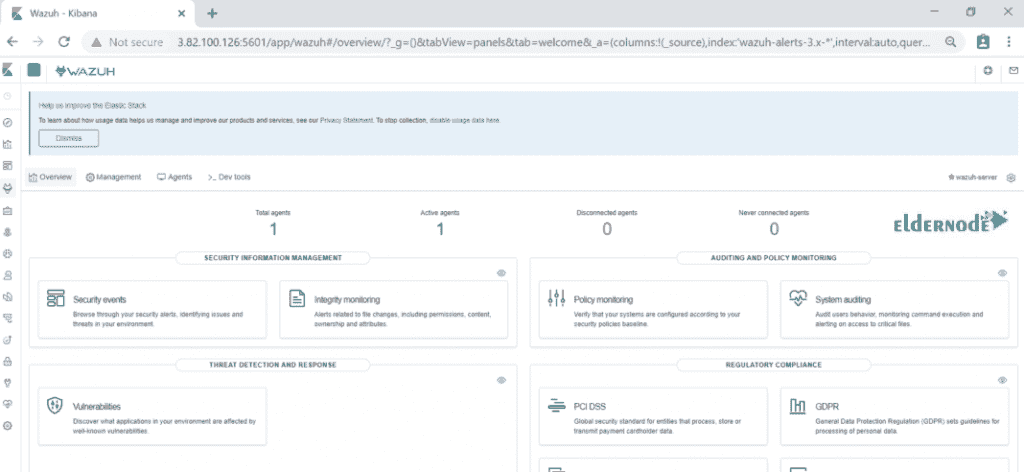 Wazuh - Kibana
Not secure
3.82.100.126:5601/app/wazuh#/overview/?_g=()&tabView=panels&tab=welcome&_a=(columns:!(_source),index:'wazuh-alerts-3.x-*',interval:auto,quer...
WAZUH
Help us improve the Elastic Stack
To learn about how usage data helps us manage and improve our products and services, see our Privacy Statement. To stop collection, disable usage data here.
Dismiss
Overview Management Agents >_ Dev tools wazuh-server
Total agents Active agents Disconnected agents Never connected agents
1 1 0 0
eldernode
SECURITY INFORMATION MANAGEMENT
Security events
Browse through your security alerts, identifying issues and
threats in your environment.
Integrity monitoring
Alerts related to file changes, including permissions, content,
ownership and attributes.
AUDITING AND POLICY MONITORING
Policy monitoring
Verify that your systems are configured according to your
security policies baseline.
System auditing
Audit users behavior, monitoring command execution and
alerting on access to critical files.
THREAT DETECTION AND RESPONSE
Vulnerabilities
Discover what applications in your environment are affected by
well-known vulnerabilities.
REGULATORY COMPLIANCE
PCI DSS
Global security standard for entities that process, store or
transmit payment cardholder data.
GDPR
General Data Protection Regulation (GDPR) sets guidelines for
processing of personal data.